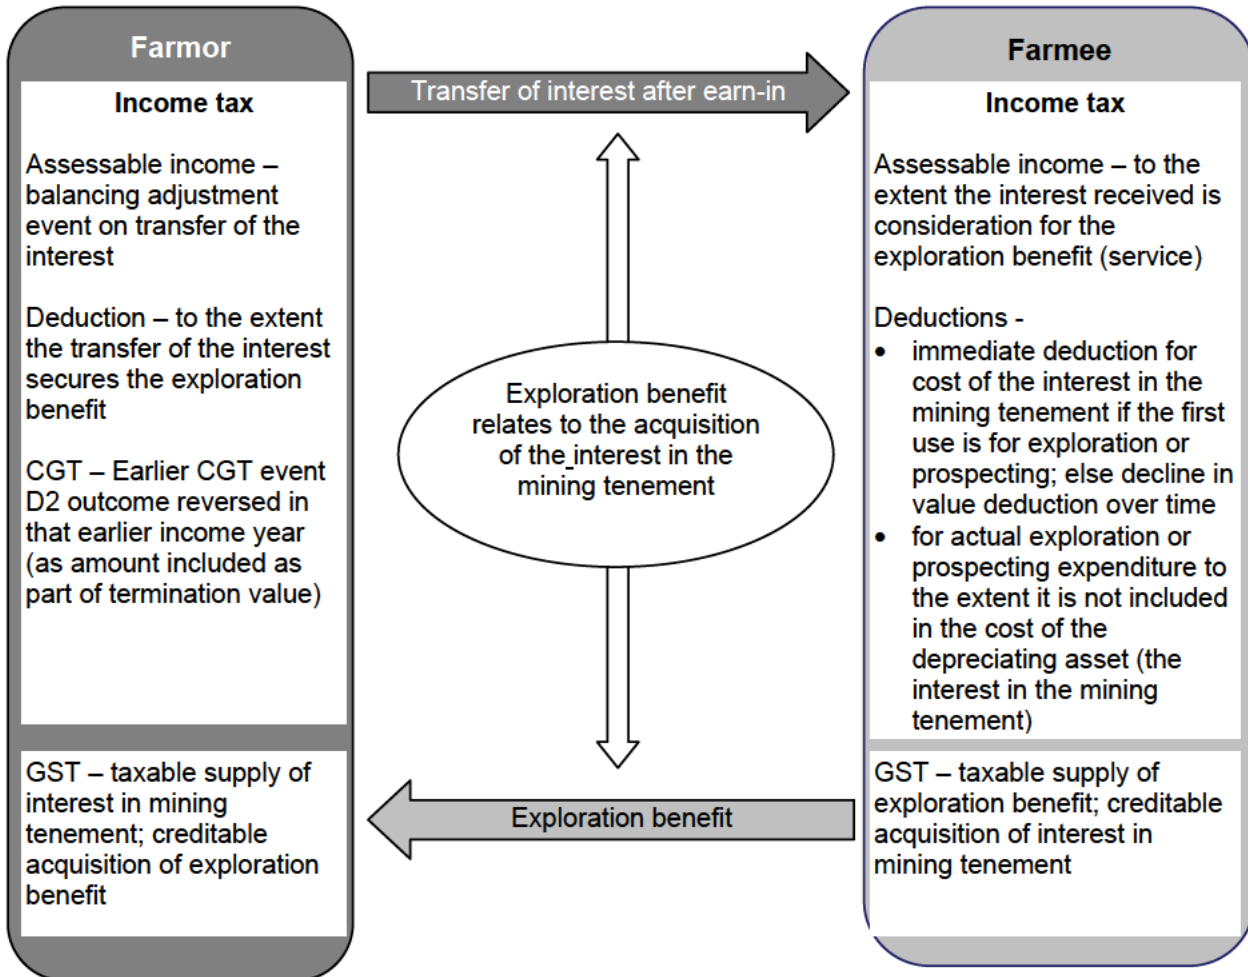 Farmor
Income tax
Assessable income –
balancing adjustment
event on transfer of the
interest
Deduction – to the extent
the transfer of the interest
secures the exploration
benefit
CGT – Earlier CGT event
D2 outcome reversed in
that earlier income year
(as amount included as
part of termination value)
GST – taxable supply of
interest in mining
tenement; creditable
acquisition of exploration
benefit
Transfer of interest after earn-in
Exploration benefit
relates to the acquisition
of the interest in the
mining tenement
Exploration benefit
Farmee
Income tax
Assessable income – to the
extent the interest received is
consideration for the
exploration benefit (service)
Deductions -
• immediate deduction for
cost of the interest in the
mining tenement if the first
use is for exploration or
prospecting; else decline in
value deduction over time
• for actual exploration or
prospecting expenditure to
the extent it is not included
in the cost of the
depreciating asset (the
interest in the mining
tenement)
GST – taxable supply of
exploration benefit; creditable
acquisition of interest in
mining tenement